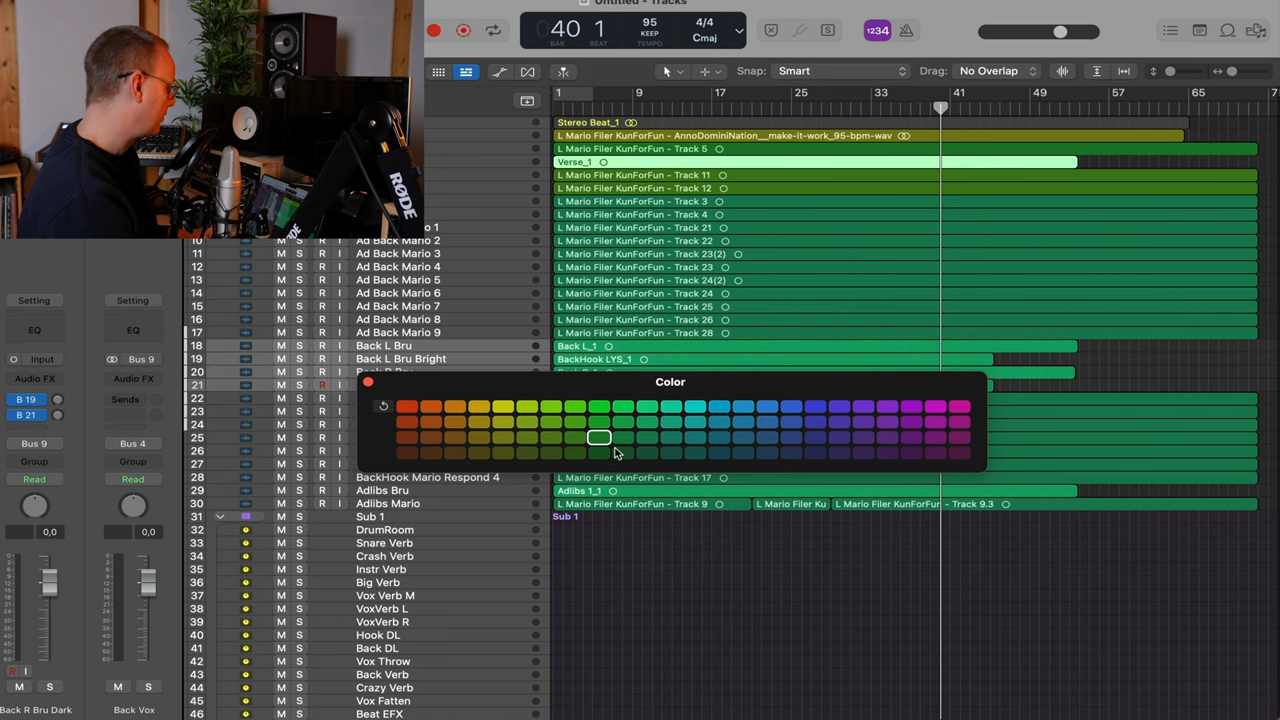 Untitled - Tracks
40 1 95 4/4
BAR BEAT KEEP TEMPO Cmaj
1234
Snap: Smart Drag: No Overlap
1 9 17 25 33 41 49 57 65 73
Stereo Beat_1
L Mario Filer KunForFun - AnnoDominiNation__make-it-work_95-bpm-wav
L Mario Filer KunForFun - Track 5
Verse_1
L Mario Filer KunForFun - Track 11
L Mario Filer KunForFun - Track 12
L Mario Filer KunForFun - Track 3
L Mario Filer KunForFun - Track 4
RØDE
L Mario Filer KunForFun - Track 21
10 M S R I Ad Back Mario 2 L Mario Filer KunForFun - Track 22
11 M S R I Ad Back Mario 3 L Mario Filer KunForFun - Track 23(2)
12 M S R I Ad Back Mario 4 L Mario Filer KunForFun - Track 23
13 M S R I Ad Back Mario 5 L Mario Filer KunForFun - Track 24(2)
14 M S R I Ad Back Mario 6 L Mario Filer KunForFun - Track 24
15 M S R I Ad Back Mario 7 L Mario Filer KunForFun - Track 25
16 M S R I Ad Back Mario 8 L Mario Filer KunForFun - Track 26
17 M S R I Ad Back Mario 9 L Mario Filer KunForFun - Track 28
18 M S R I Back L Bru Back L_1
19 M S R I Back L Bru Bright BackHook LYS_1
20 M S R I
21 M S R I
Color
22
23
24
25
26
27
28 M S R I BackHook Mario Respond 4 L Mario Filer KunForFun - Track 17
29 M S R I Adlibs Bru Adlibs 1_1
30 M S R I Adlibs Mario L Mario Filer KunForFun - Track 9 L Mario Filer Ku L Mario Filer KunForFun - Track 9.3
31 M S Sub 1 Sub 1
32 M S DrumRoom
33 M S Snare Verb
34 M S Crash Verb
35 M S Instr Verb
36 M S Big Verb
37 M S Vox Verb M
38 M S VoxVerb L
39 M S VoxVerb R
40 M S Hook DL
41 M S Back DL
42 M S Vox Throw
43 M S Back Verb
44 M S Crazy Verb
45 M S Vox Fatten
46 M S Beat EFX
Setting Setting
EQ EQ
Input Bus 9
Audio FX Audio FX
B 19 Sends
B 21
Bus 9 Bus 4
Group Group
Read Read
0,0 0,0
R I
M S M S
Back R Bru Dark Back Vox